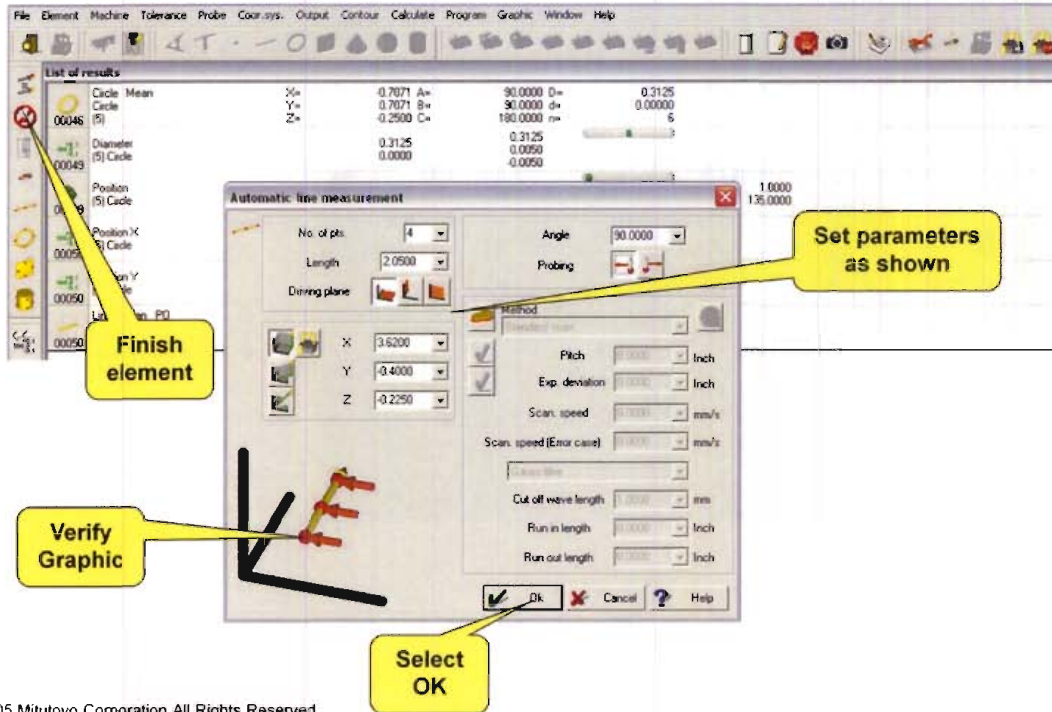 File Element Machine Tolerance Probe Coor.sys. Output Contour Calculate Program Graphic Window Help
List of results
Circle Mean X= -0.7071 A= 90.0000 D= 0.3125
Circle Y= 0.7071 B= 90.0000 d= 0.00000
00046 (5) Z= -0.2500 C= 180.0000 n= 6
Diameter 0.3125 0.3125
(5) Circle 0.0000 0.0050
00049 -0.0050
Position 1.0000
(5) Circle 135.0000
Position X
Circle
00050
00050
Automatic line measurement
No. of pts. 4
Length 2.0500
Driving plane
X 3.6200
Y -0.4000
Z -0.2250
Angle 90.0000
Probing
Method
Pitch Inch
Exp. deviation Inch
Scan. speed mm/s
Scan. speed (Error case) mm/s
Cut off wave length mm
Run in length Inch
Run out length Inch
Ok Cancel Help
Set parameters
as shown
Finish
element
Verify
Graphic
Select
OK
05 Mitutoyo Corporation All Rights Reserved